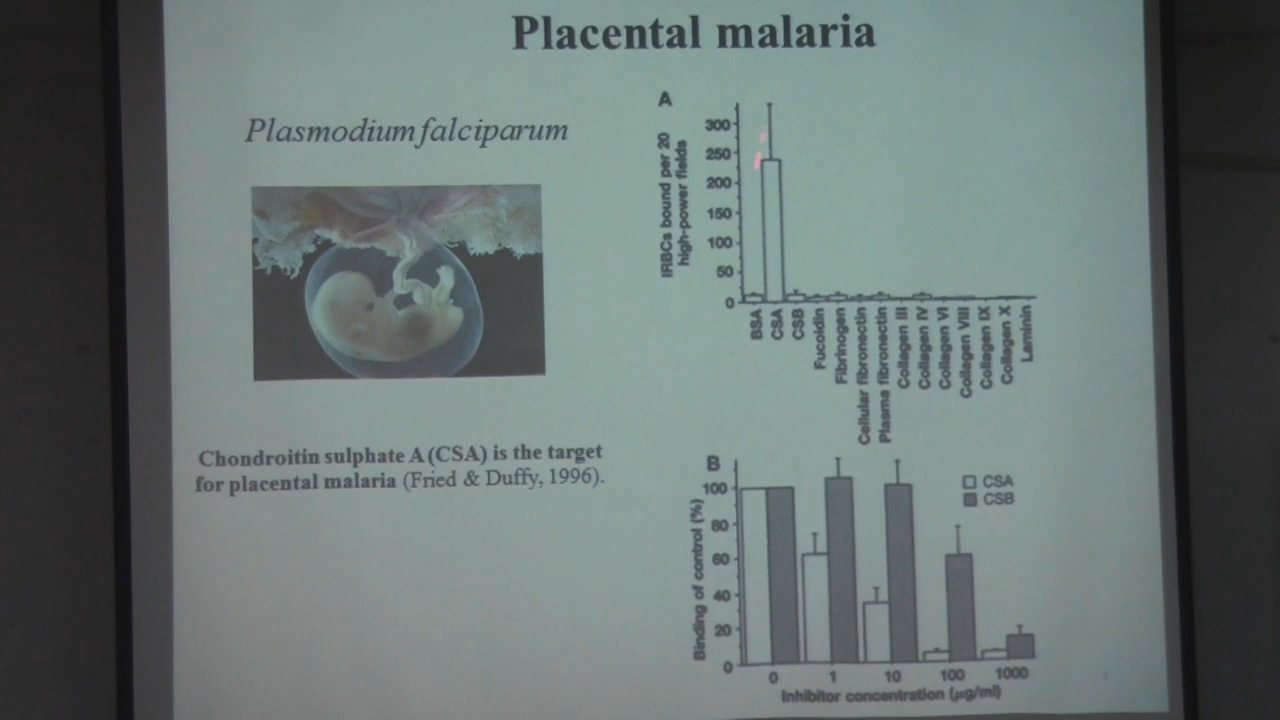 Placental malaria
Plasmodium falciparum
Chondroitin sulphate A (CSA) is the target
for placental malaria (Fried & Duffy, 1996).
A
IRBCs bound per 20
high-power fields
300
250
200
150
100
50
0
BSA
CSA
CSB
Fucoidin
Fibrinogen
Cellular fibronectin
Plasma fibronectin
Collagen III
Collagen IV
Collagen VI
Collagen VIII
Collagen IX
Collagen X
Laminin
B
Binding of control (%)
100
80
60
40
20
0
CSA
CSB
0 1 10 100 1000
Inhibitor concentration (µg/ml)